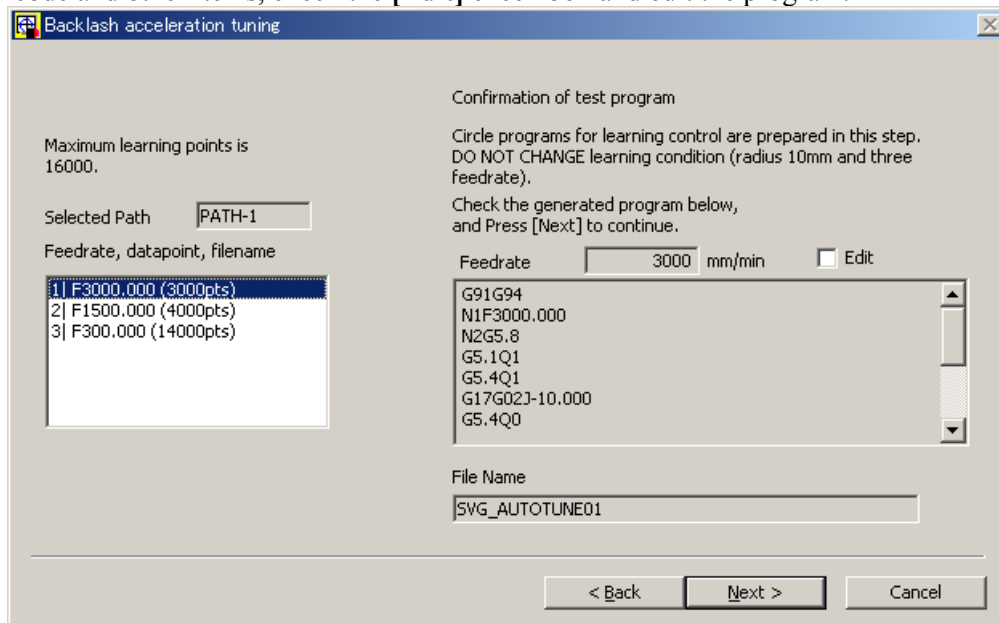 Backlash acceleration tuning
Maximum learning points is
16000.
Selected Path PATH-1
Feedrate, datapoint, filename
1| F3000.000 (3000pts)
2| F1500.000 (4000pts)
3| F300.000 (14000pts)
Confirmation of test program
Circle programs for learning control are prepared in this step.
DO NOT CHANGE learning condition (radius 10mm and three
feedrate).
Check the generated program below,
and Press [Next] to continue.
Feedrate 3000 mm/min Edit
G91G94
N1F3000.000
N2G5.8
G5.1Q1
G5.4Q1
G17G02J-10.000
G5.4Q0
File Name
SVG_AUTOTUNE01
< Back Next > Cancel